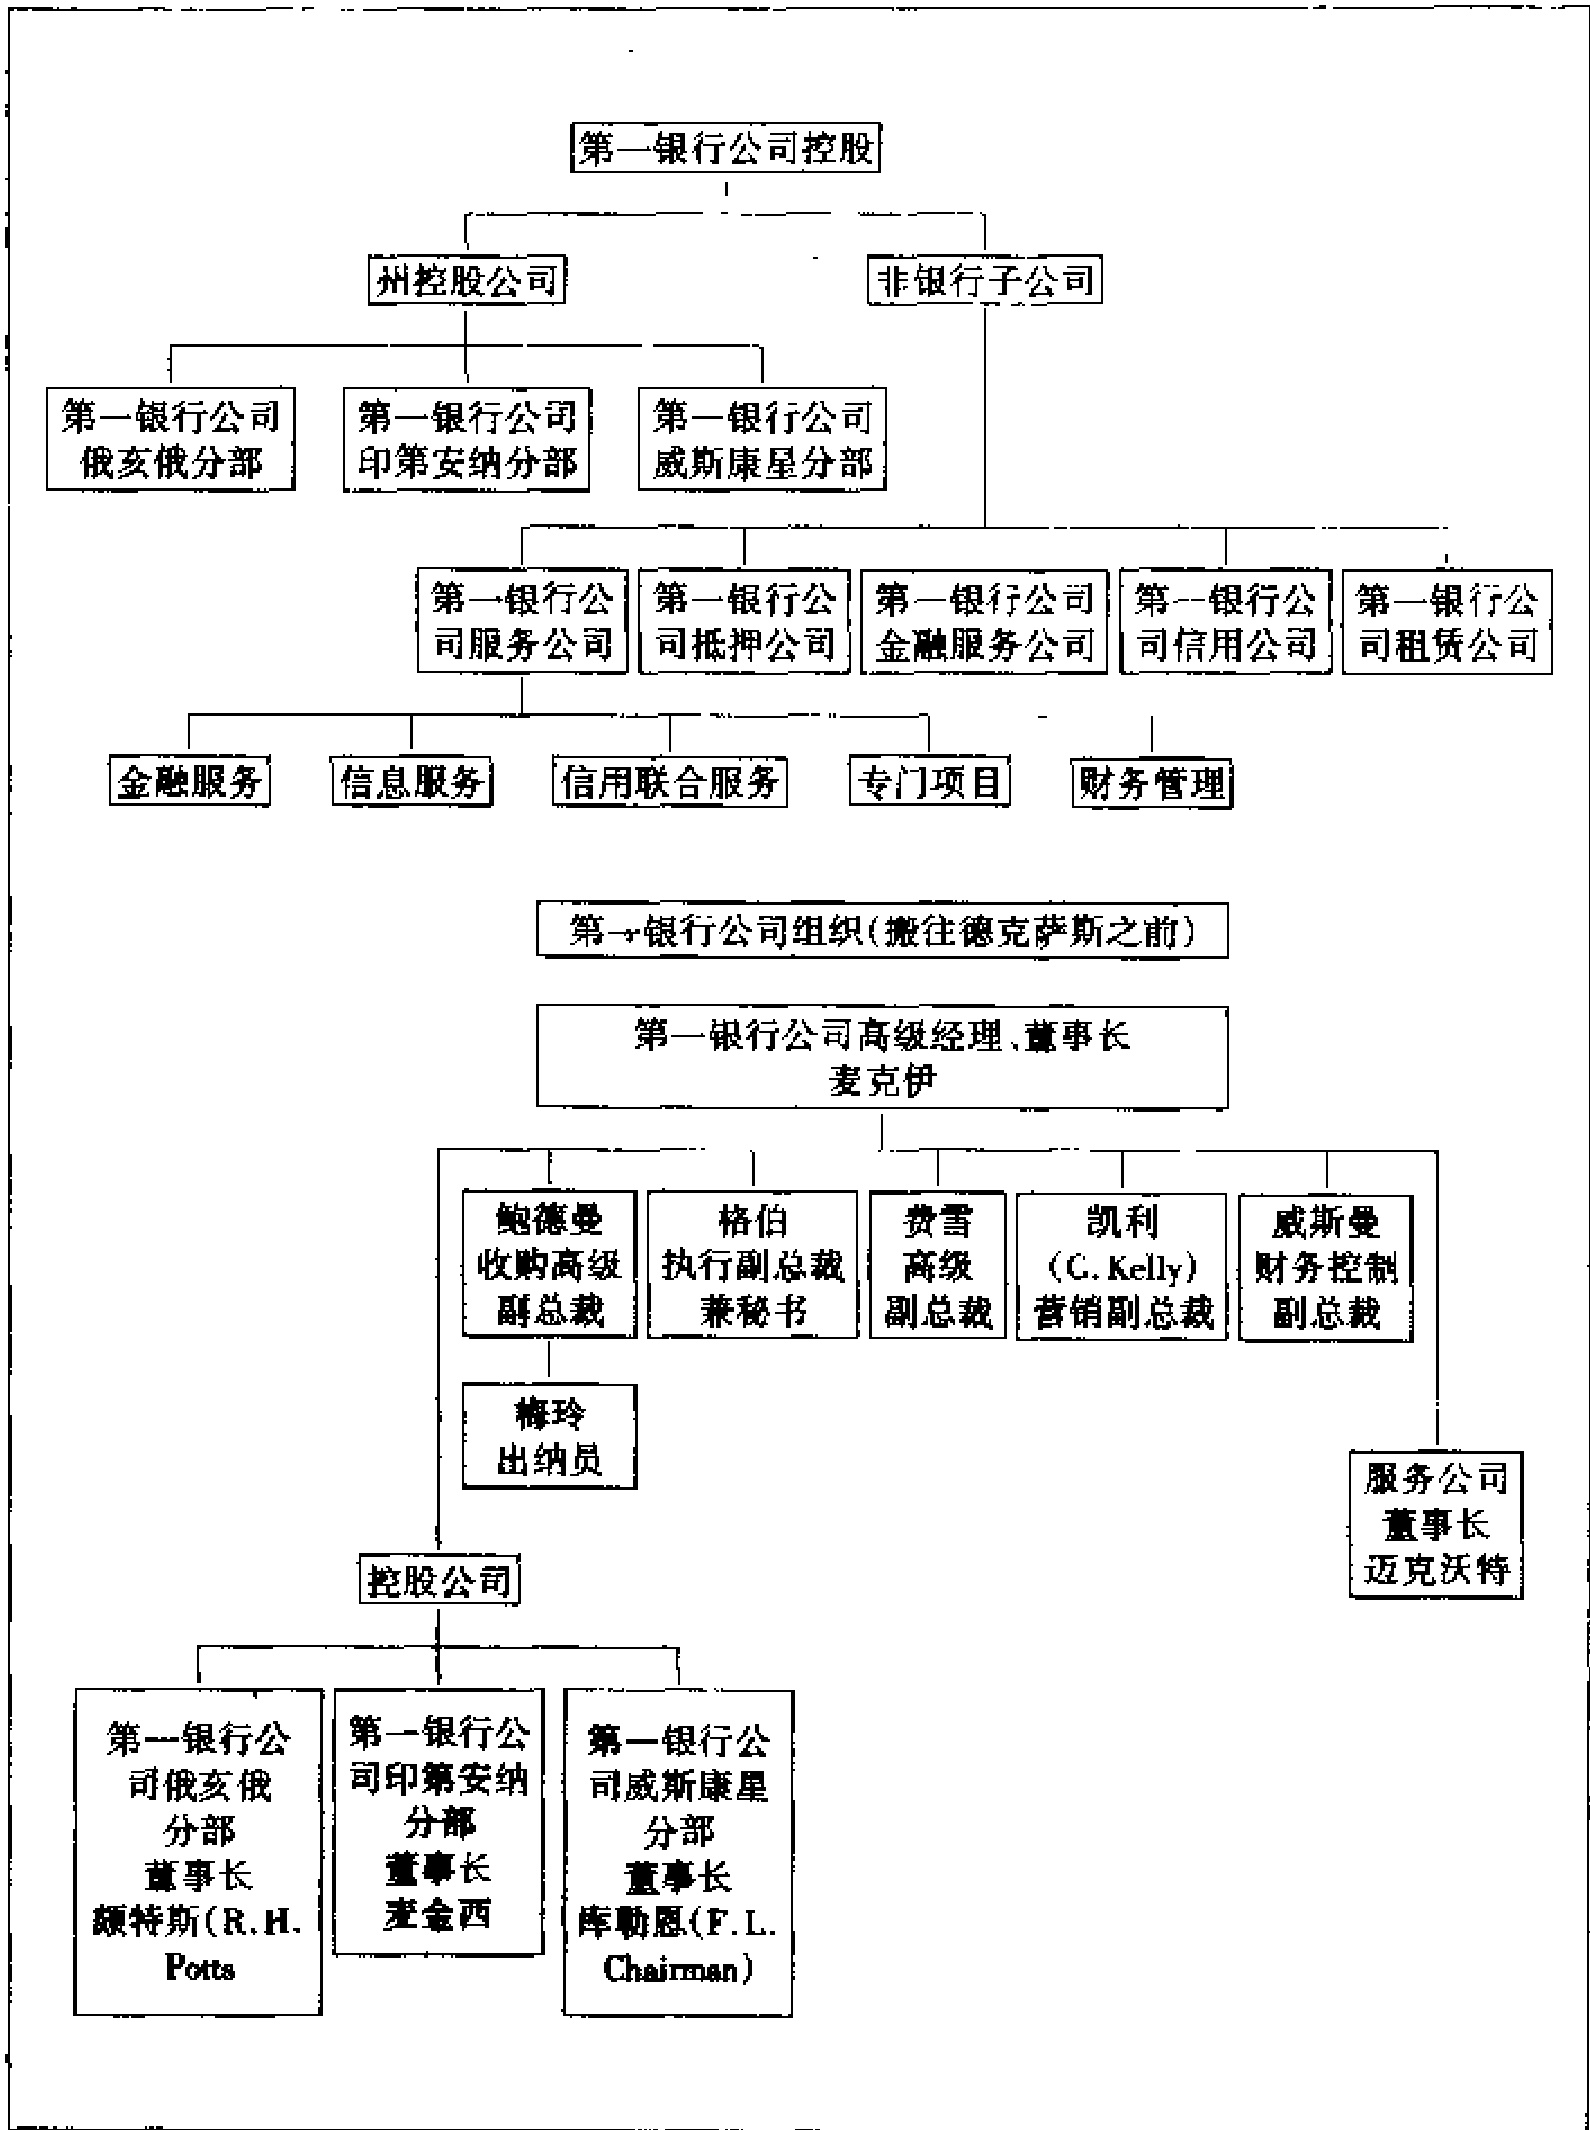 第一银行公司控股
州控股公司
非银行子公司
第一银行公司
俄亥俄分部
第一银行公司
印第安纳分部
第一银行公司
威斯康星分部
第一银行公
司服务公司
第一银行公
司抵押公司
第一银行公司
金融服务公司
第一银行公
司信用公司
第一银行公
司租赁公司
金融服务
信息服务
信用联合服务
专门项目
财务管理
第一银行公司组织(搬往德克萨斯之前)
第一银行公司高级经理、董事长
麦克伊
鲍德曼
收购高级
副总裁
格伯
执行副总裁
兼秘书
费雪
高级
副总裁
凯利
(G.Kelly)
营销副总裁
威斯曼
财务控制
副总裁
梅玲
出纳员
服务公司
董事长
迈克沃特
控股公司
第一银行公
司俄亥俄
分部
董事长
颇特斯(R.H.
Potts
第一银行公
司印第安纳
分部
董事长
麦金西
第一银行公
司威斯康星
分部
董事长
库勒恩(F.L.
Chairman)